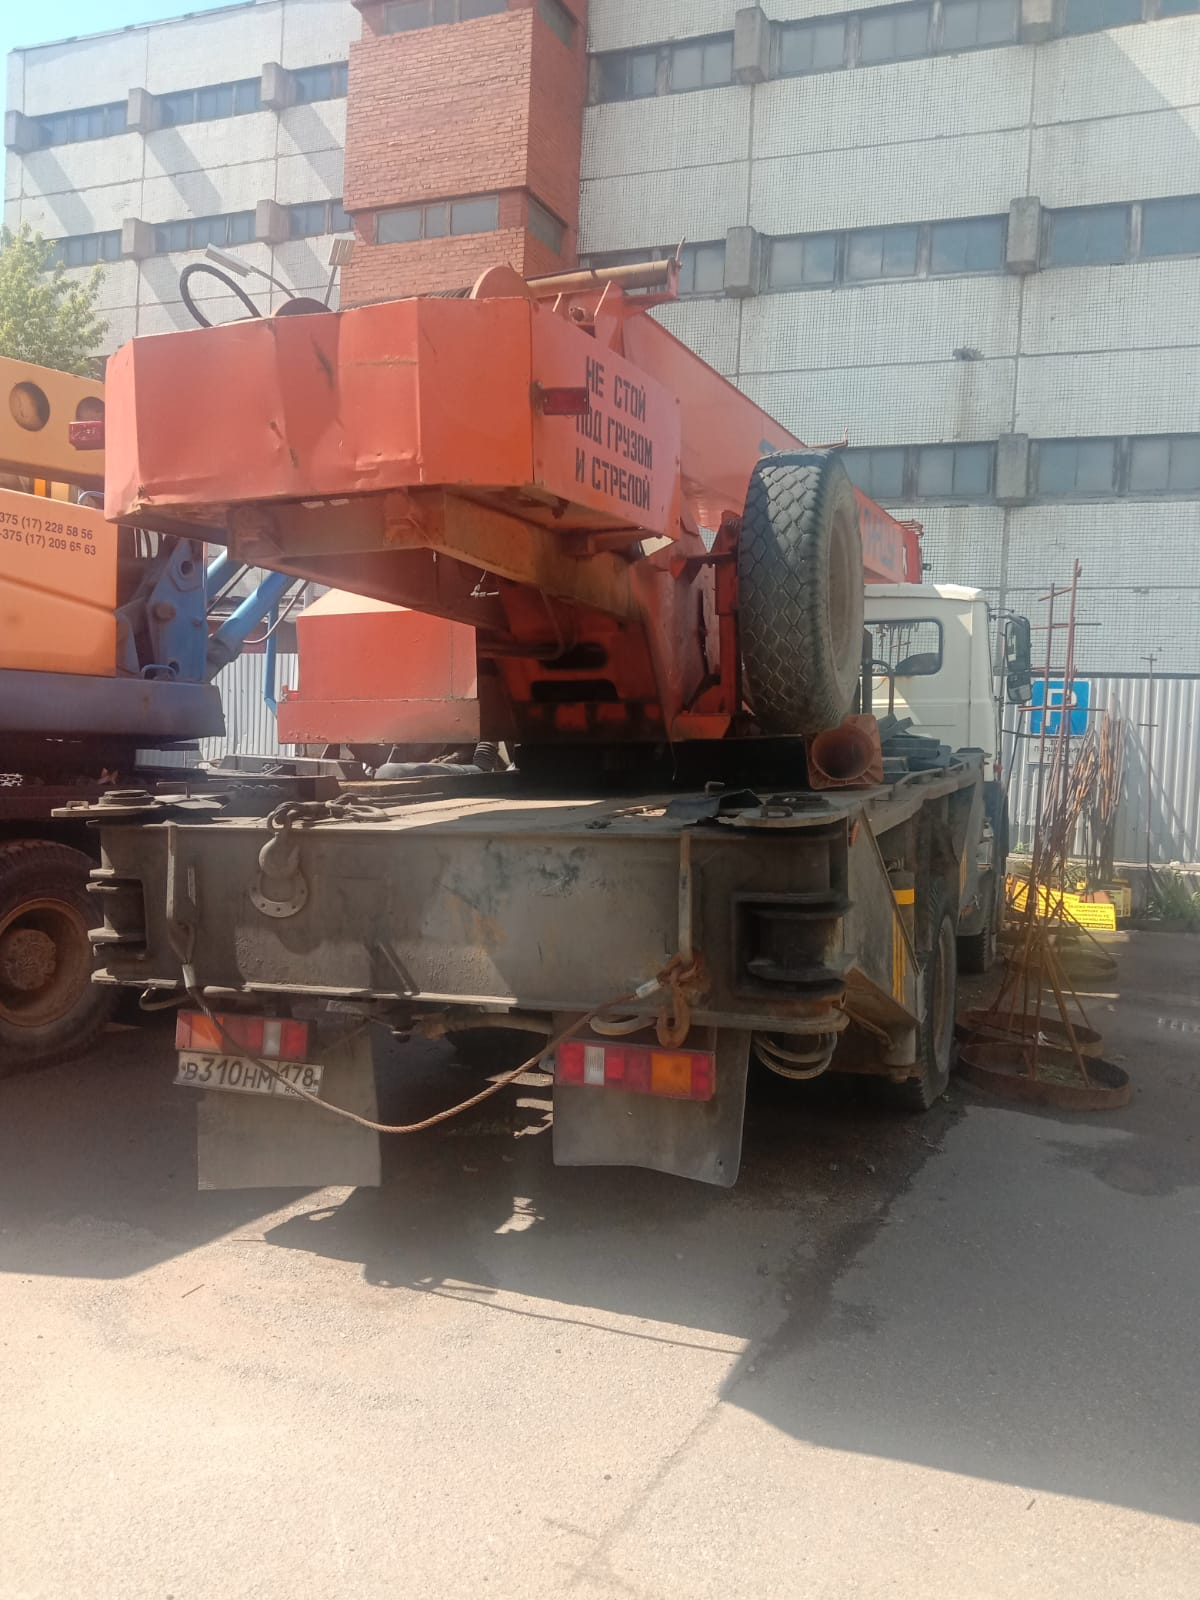 НЕ СТОЙ
ПОД ГРУЗОМ
И СТРЕЛОЙ
375 (17) 228 58 56
-375 (17) 209 65 63
В310НМ 178
P